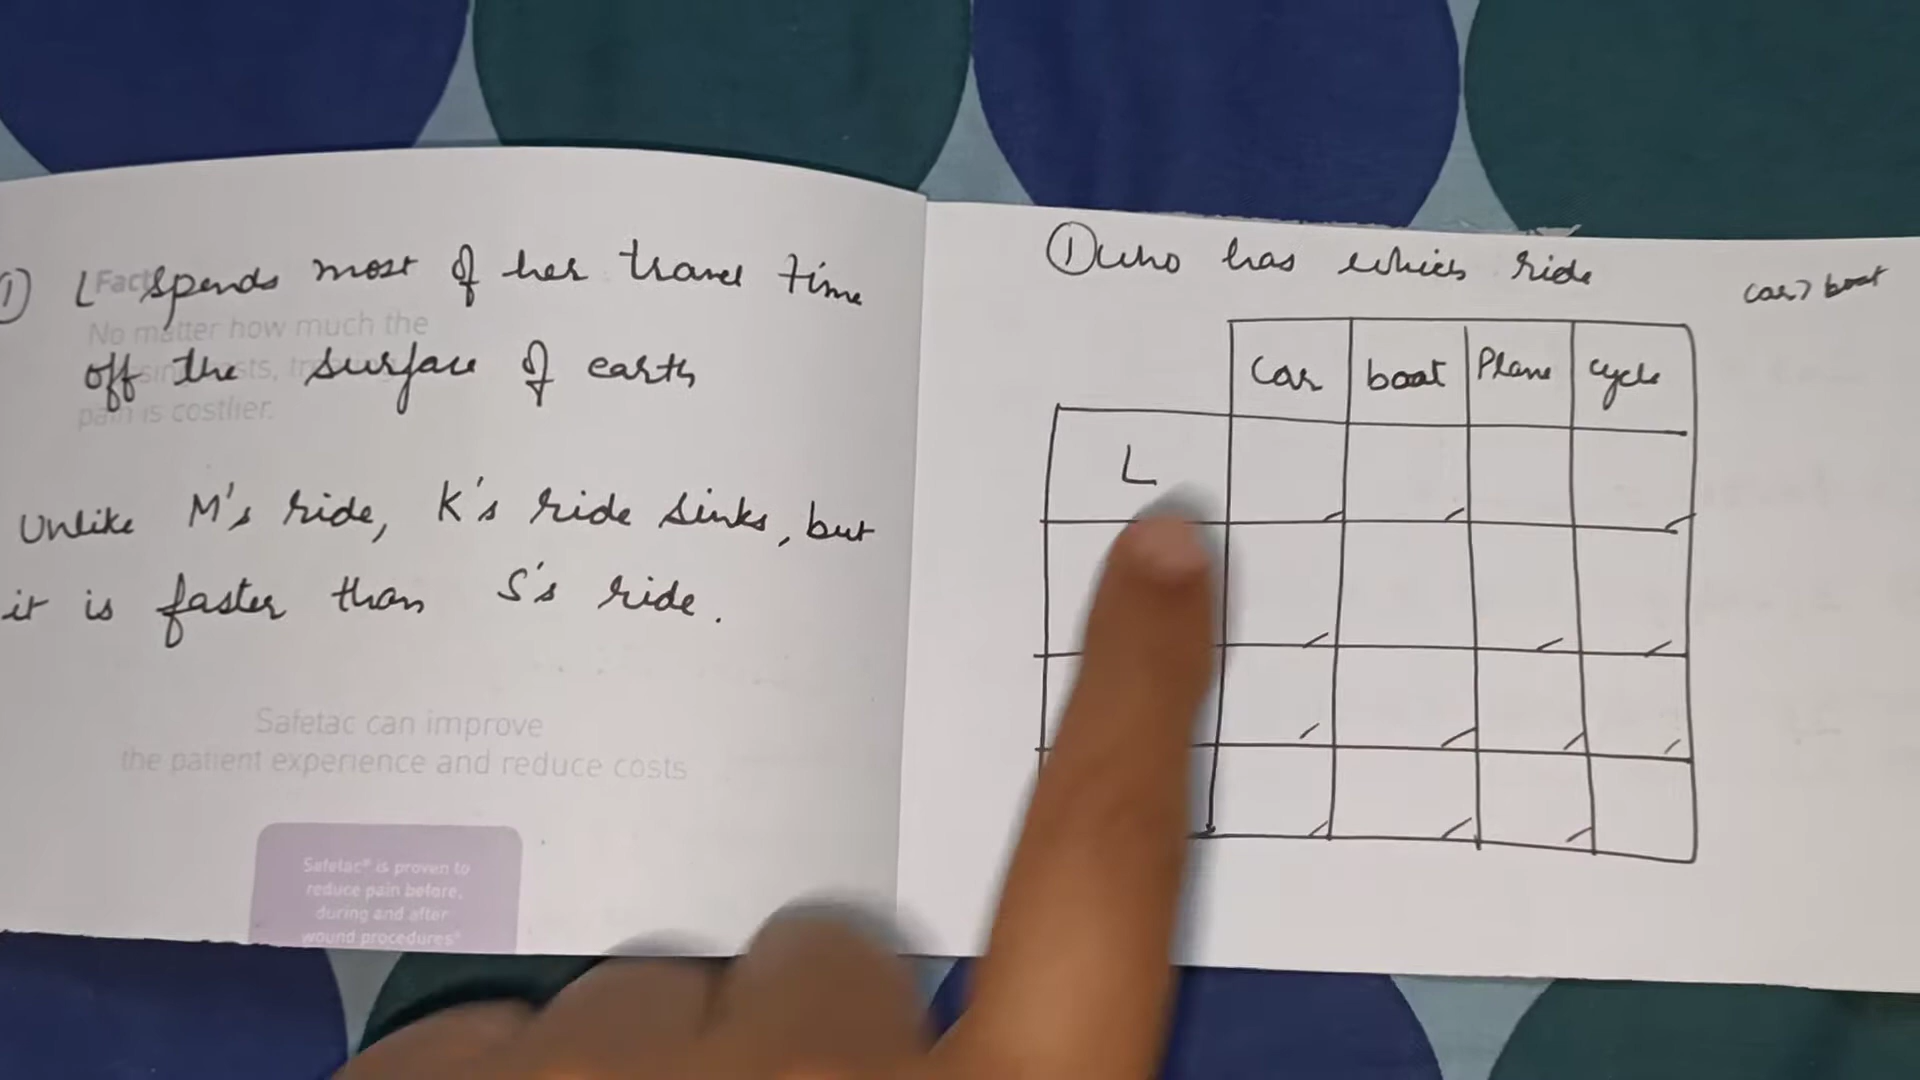 1) L spends most of her travel time
off the surface of earth
Unlike M's ride, K's ride sinks, but
it is faster than S's ride.
Fact
No matter how much the
pain is costlier.
Safetac can improve
the patient experience and reduce costs
Safetac® is proven to
reduce pain before,
during and after
wound procedures®
① who has which ride
car > boat
car boat Plane cycle
L